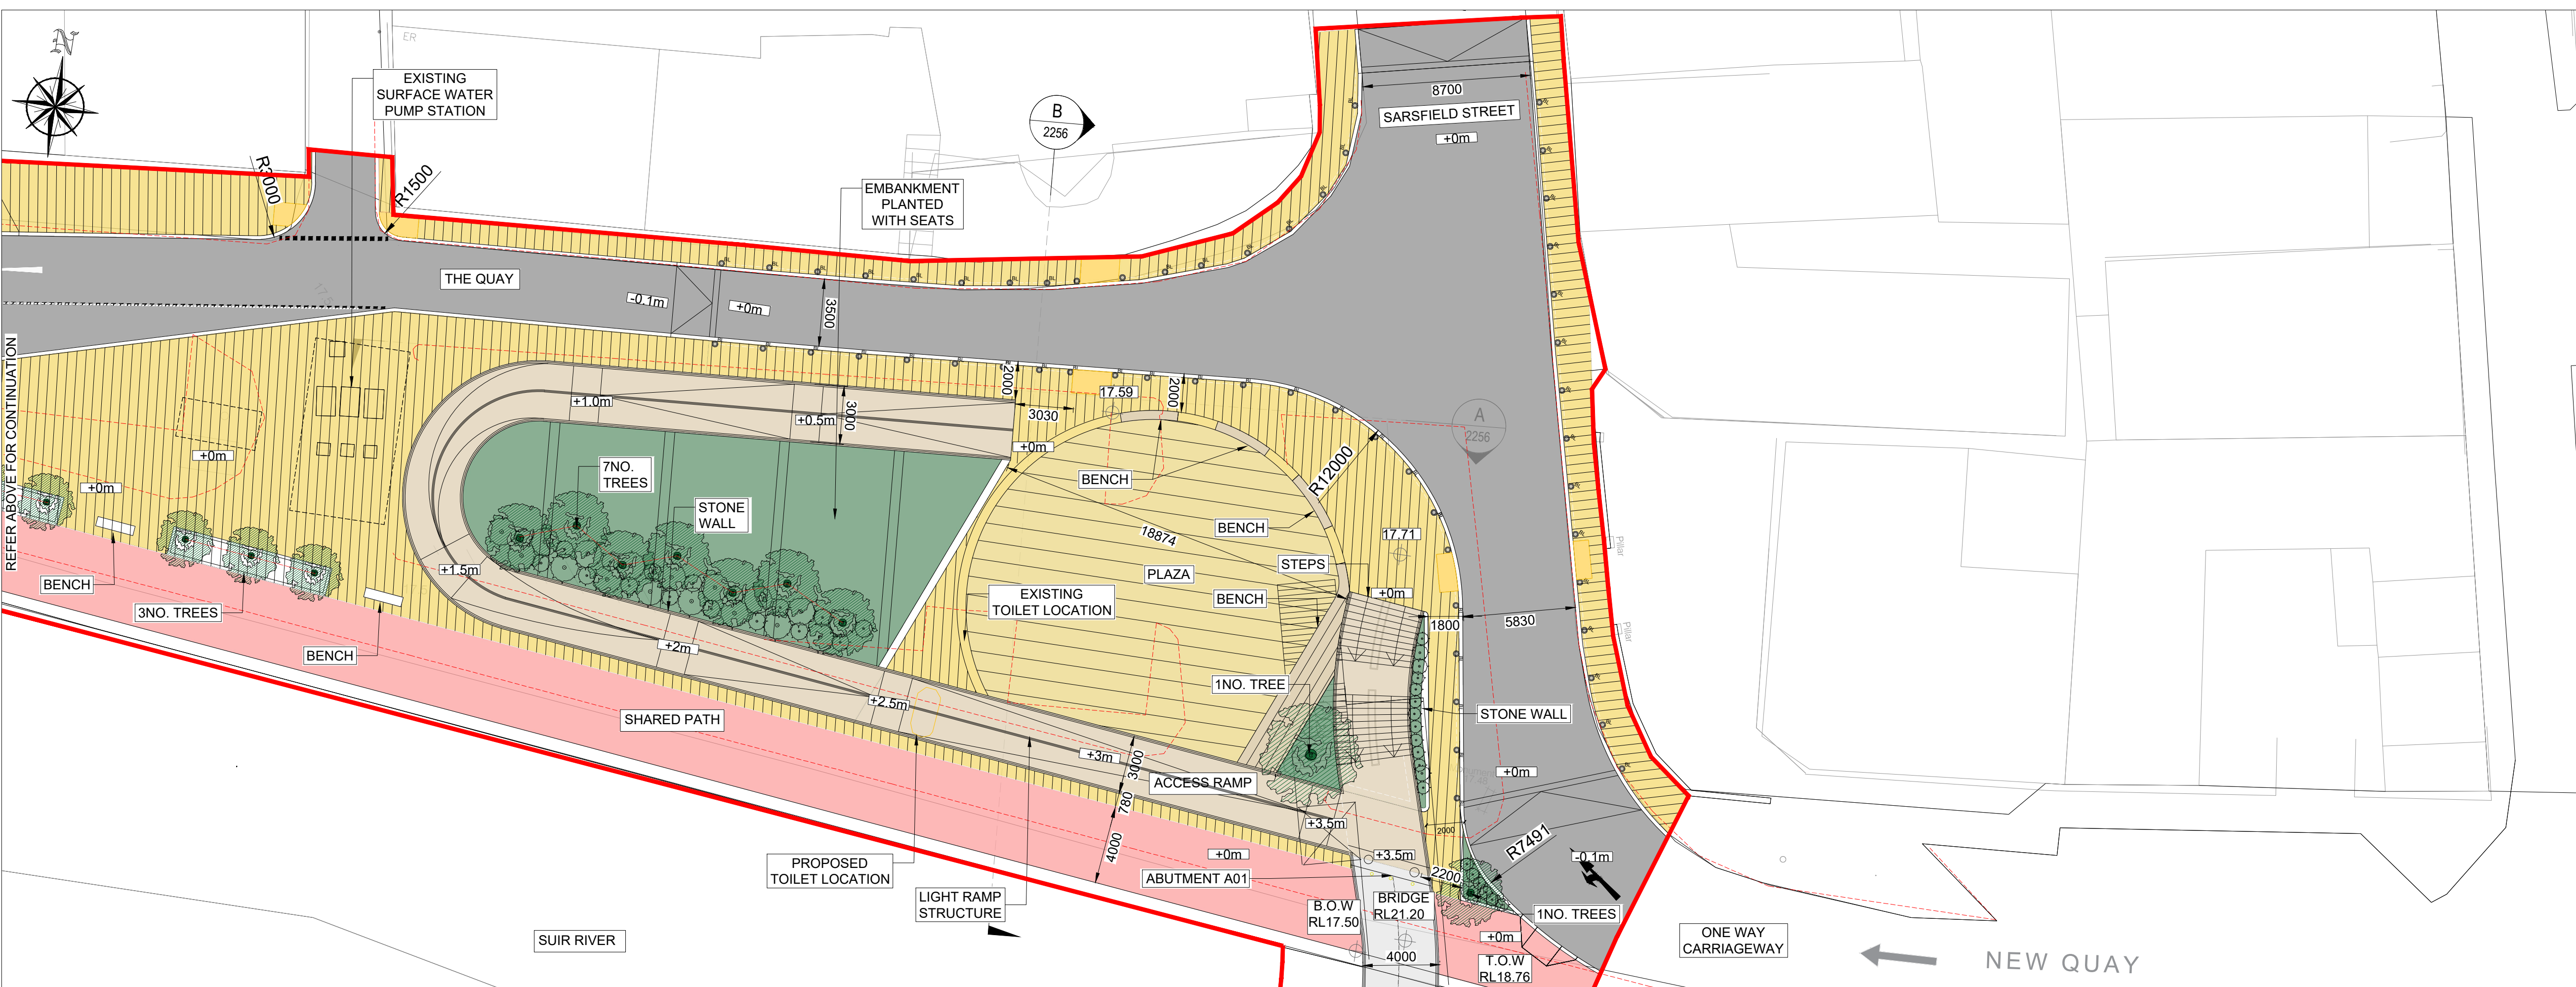 N
ER
EXISTING
SURFACE WATER
PUMP STATION
B
2256
8700
SARSFIELD STREET
+0m
R3000
R1500
EMBANKMENT
PLANTED
WITH SEATS
THE QUAY
-0.1m
+0m
3500
REFER ABOVE FOR CONTINUATION
+1.0m
+0.5m
3000
2000
3030
17.59
2000
A
2256
+0m
+0m
+0m
7NO.
TREES
STONE
WALL
BENCH
BENCH
R12000
18874
17.71
STEPS
PLAZA
BENCH
EXISTING
TOILET LOCATION
+0m
1800
5830
Pillar
Pillar
+1.5m
BENCH
3NO. TREES
BENCH
+2m
+2.5m
SHARED PATH
1NO. TREE
STONE WALL
+3m
3000
780
4000
ACCESS RAMP
+0m
+3.5m
2000
+3.5m
+0m
R7491
-0.1m
PROPOSED
TOILET LOCATION
LIGHT RAMP
STRUCTURE
ABUTMENT A01
2200
B.O.W
RL17.50
BRIDGE
RL21.20
1NO. TREES
+0m
T.O.W
RL18.76
4000
SUIR RIVER
ONE WAY
CARRIAGEWAY
NEW QUAY